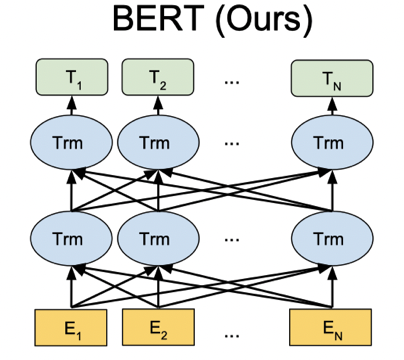 BERT (Ours)
T1 T2 ... TN
Trm Trm ... Trm
Trm Trm ... Trm
E1 E2 ... EN